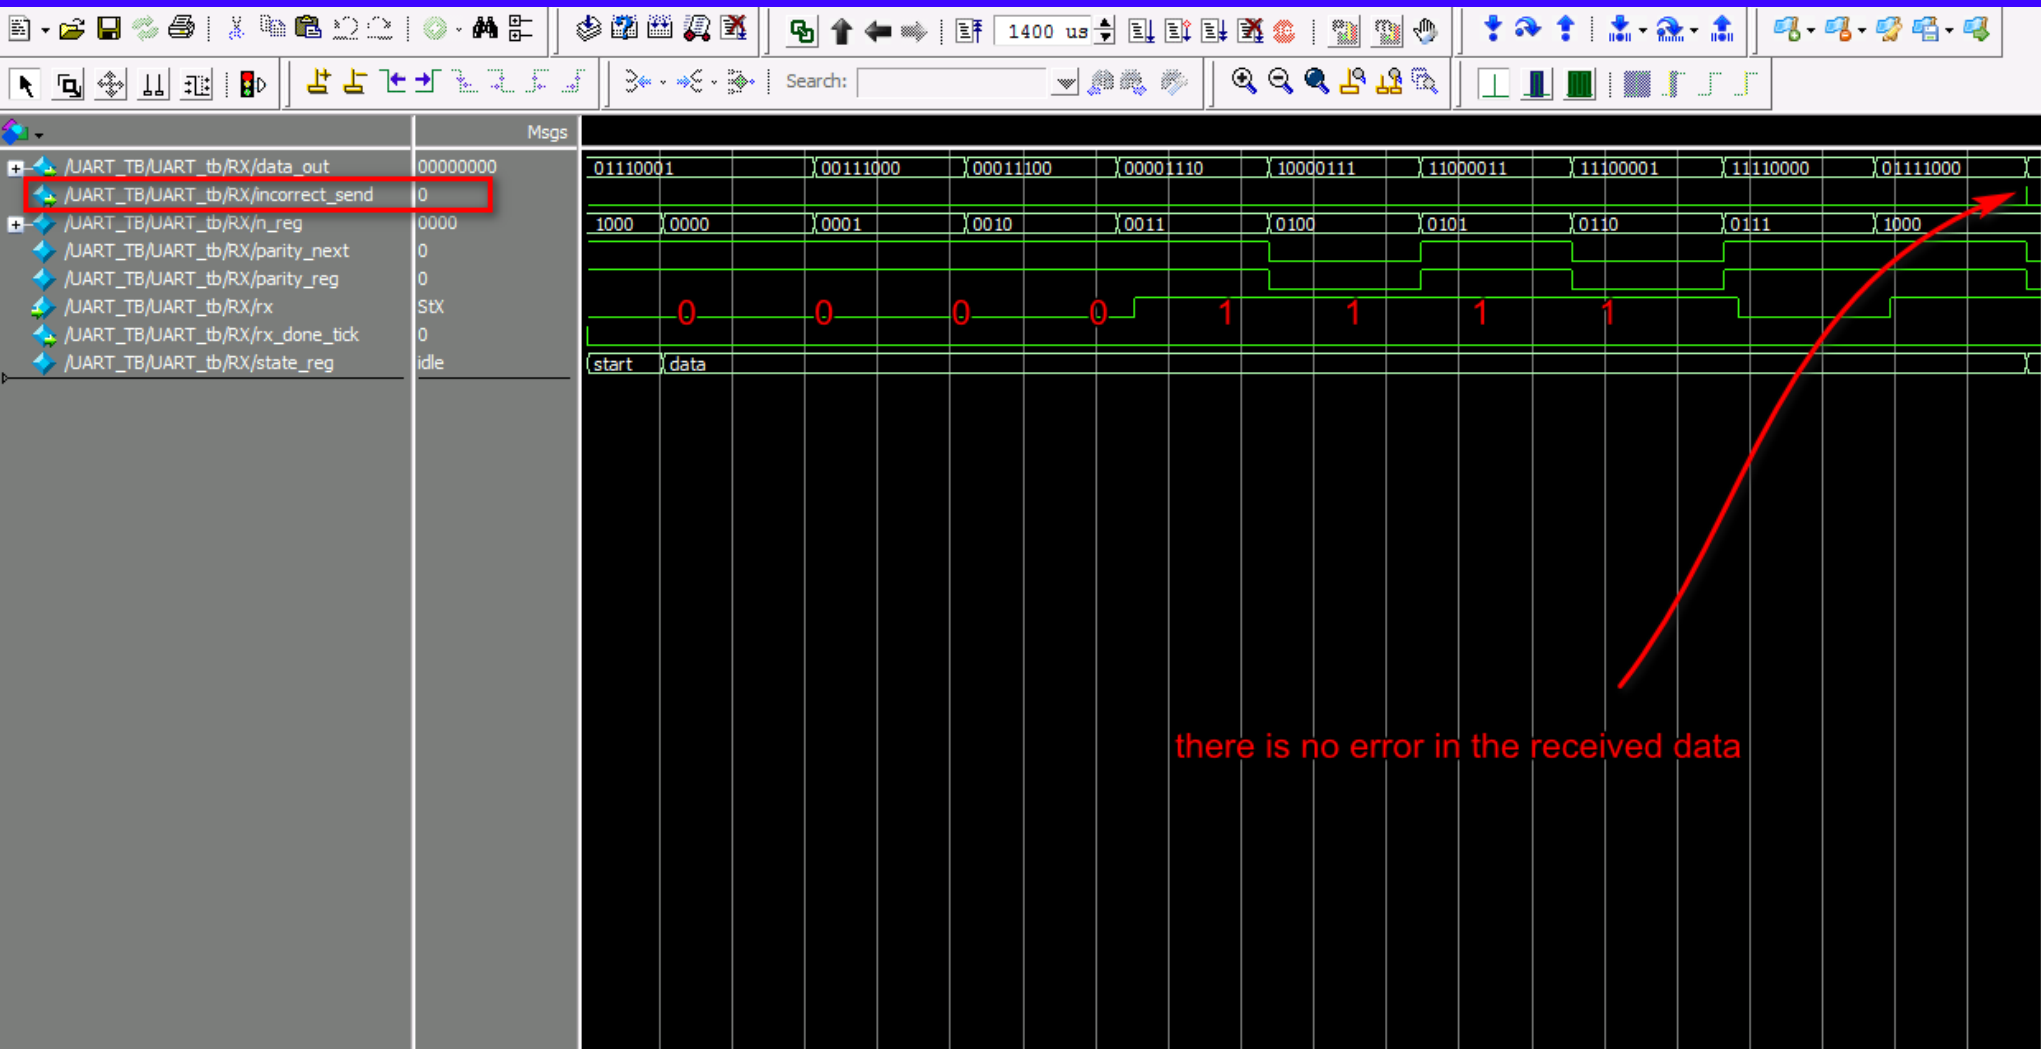 1400 us
Search:
Msgs
/UART_TB/UART_tb/RX/data_out 00000000 01110001 00111000 00011100 00001110 10000111 11000011 11100001 11110000 01111000
/UART_TB/UART_tb/RX/incorrect_send 0
/UART_TB/UART_tb/RX/n_reg 0000 1000 0000 0001 0010 0011 0100 0101 0110 0111 1000
/UART_TB/UART_tb/RX/parity_next 0
/UART_TB/UART_tb/RX/parity_reg 0
/UART_TB/UART_tb/RX/rx StX 0 0 0 0 1 1 1 1
/UART_TB/UART_tb/RX/rx_done_tick 0
/UART_TB/UART_tb/RX/state_reg idle start data
there is no error in the received data